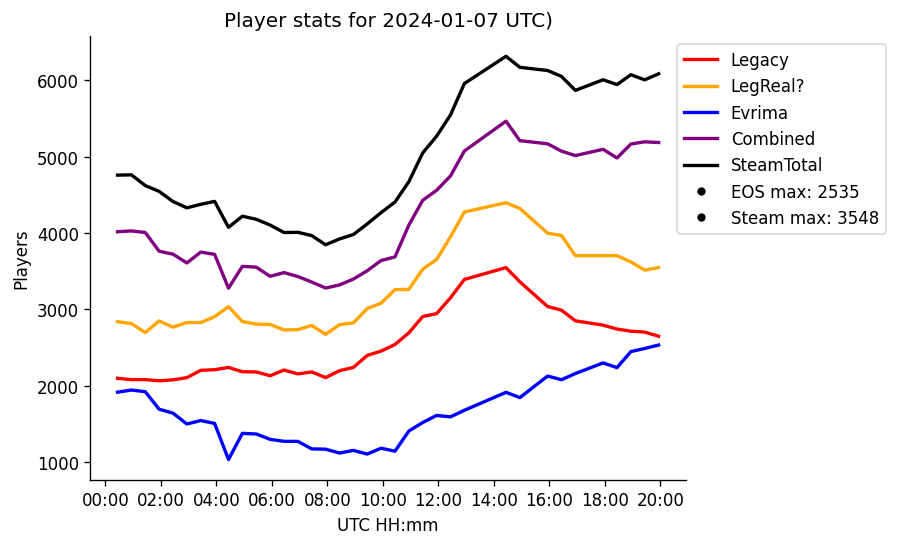 Player stats for 2024-01-07 UTC)
Legacy
LegReal?
Evrima
Combined
SteamTotal
EOS max: 2535
Steam max: 3548
Players
6000
5000
4000
3000
2000
1000
00:00 02:00 04:00 06:00 08:00 10:00 12:00 14:00 16:00 18:00 20:00
UTC HH:mm